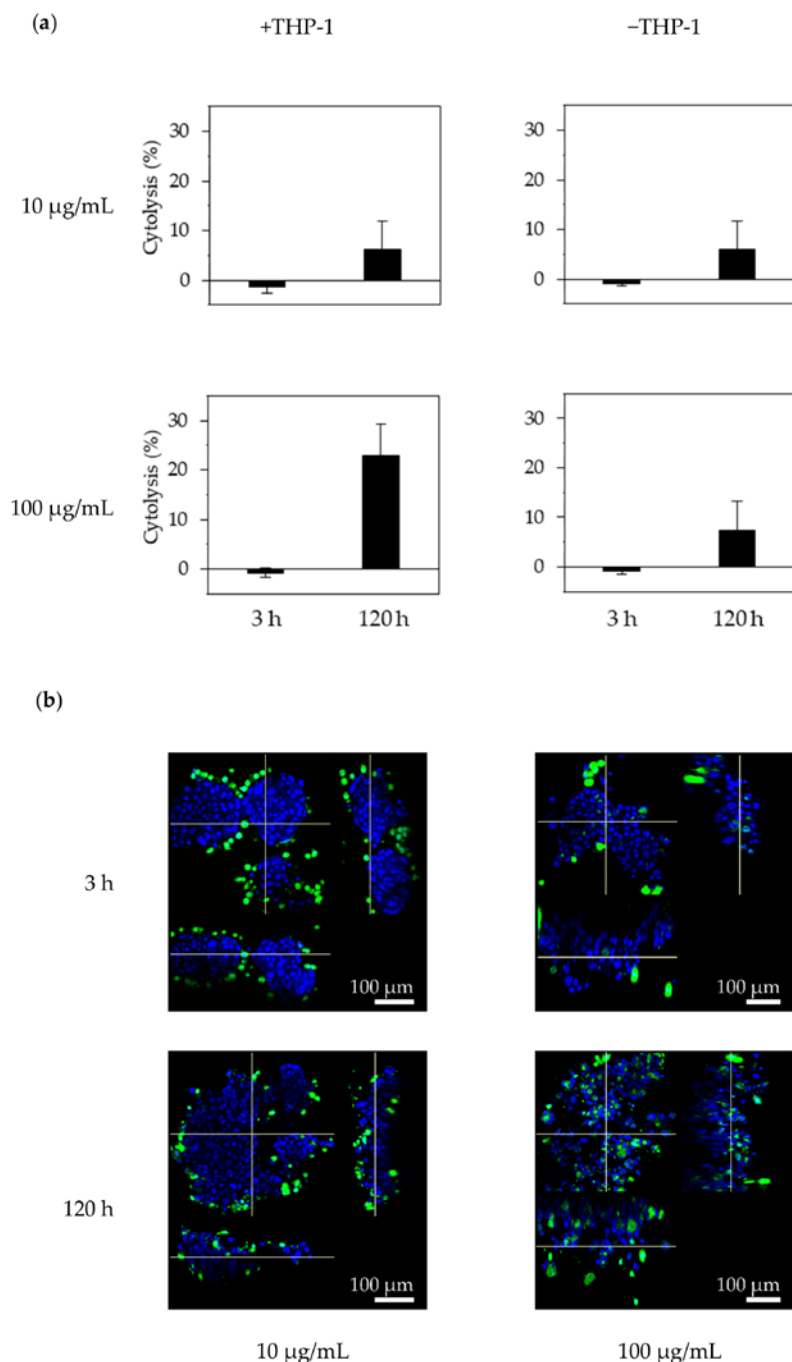 (a)
+THP-1
−THP-1
10 μg/mL
Cytolysis (%)
30
20
10
0
30
20
10
0
100 μg/mL
Cytolysis (%)
30
20
10
0
3 h
120 h
30
20
10
0
3 h
120 h
(b)
3 h
100 μm
100 μm
120 h
100 μm
100 μm
10 μg/mL
100 μg/mL